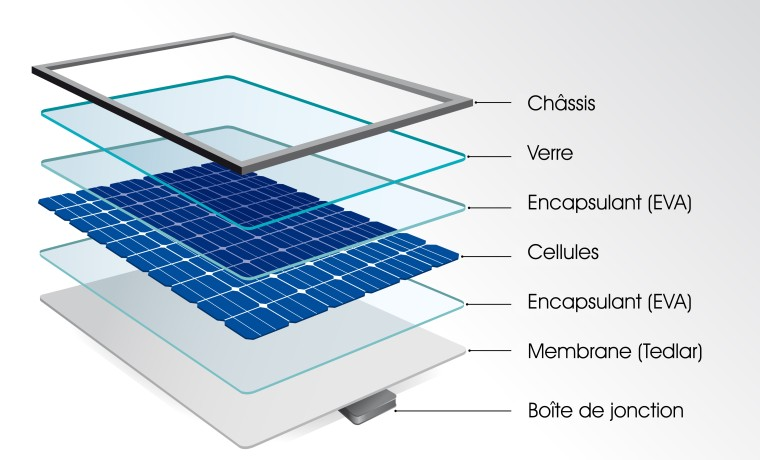 Châssis
Verre
Encapsulant (EVA)
Cellules
Encapsulant (EVA)
Membrane (Tedlar)
Boîte de jonction